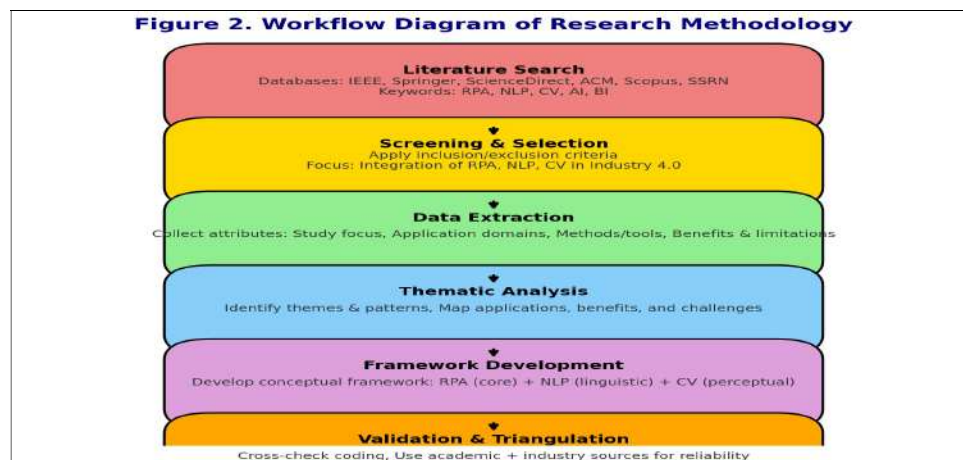 Figure 2. Workflow Diagram of Research Methodology
Literature Search
Databases: IEEE, Springer, ScienceDirect, ACM, Scopus, SSRN
Keywords: RPA, NLP, CV, AI, BI
Screening & Selection
Apply inclusion/exclusion criteria
Focus: Integration of RPA, NLP, CV in Industry 4.0
Data Extraction
Collect attributes: Study focus, Application domains, Methods/tools, Benefits & limitations
Thematic Analysis
Identify themes & patterns, Map applications, benefits, and challenges
Framework Development
Develop conceptual framework: RPA (core) + NLP (linguistic) + CV (perceptual)
Validation & Triangulation
Cross-check coding, Use academic + industry sources for reliability